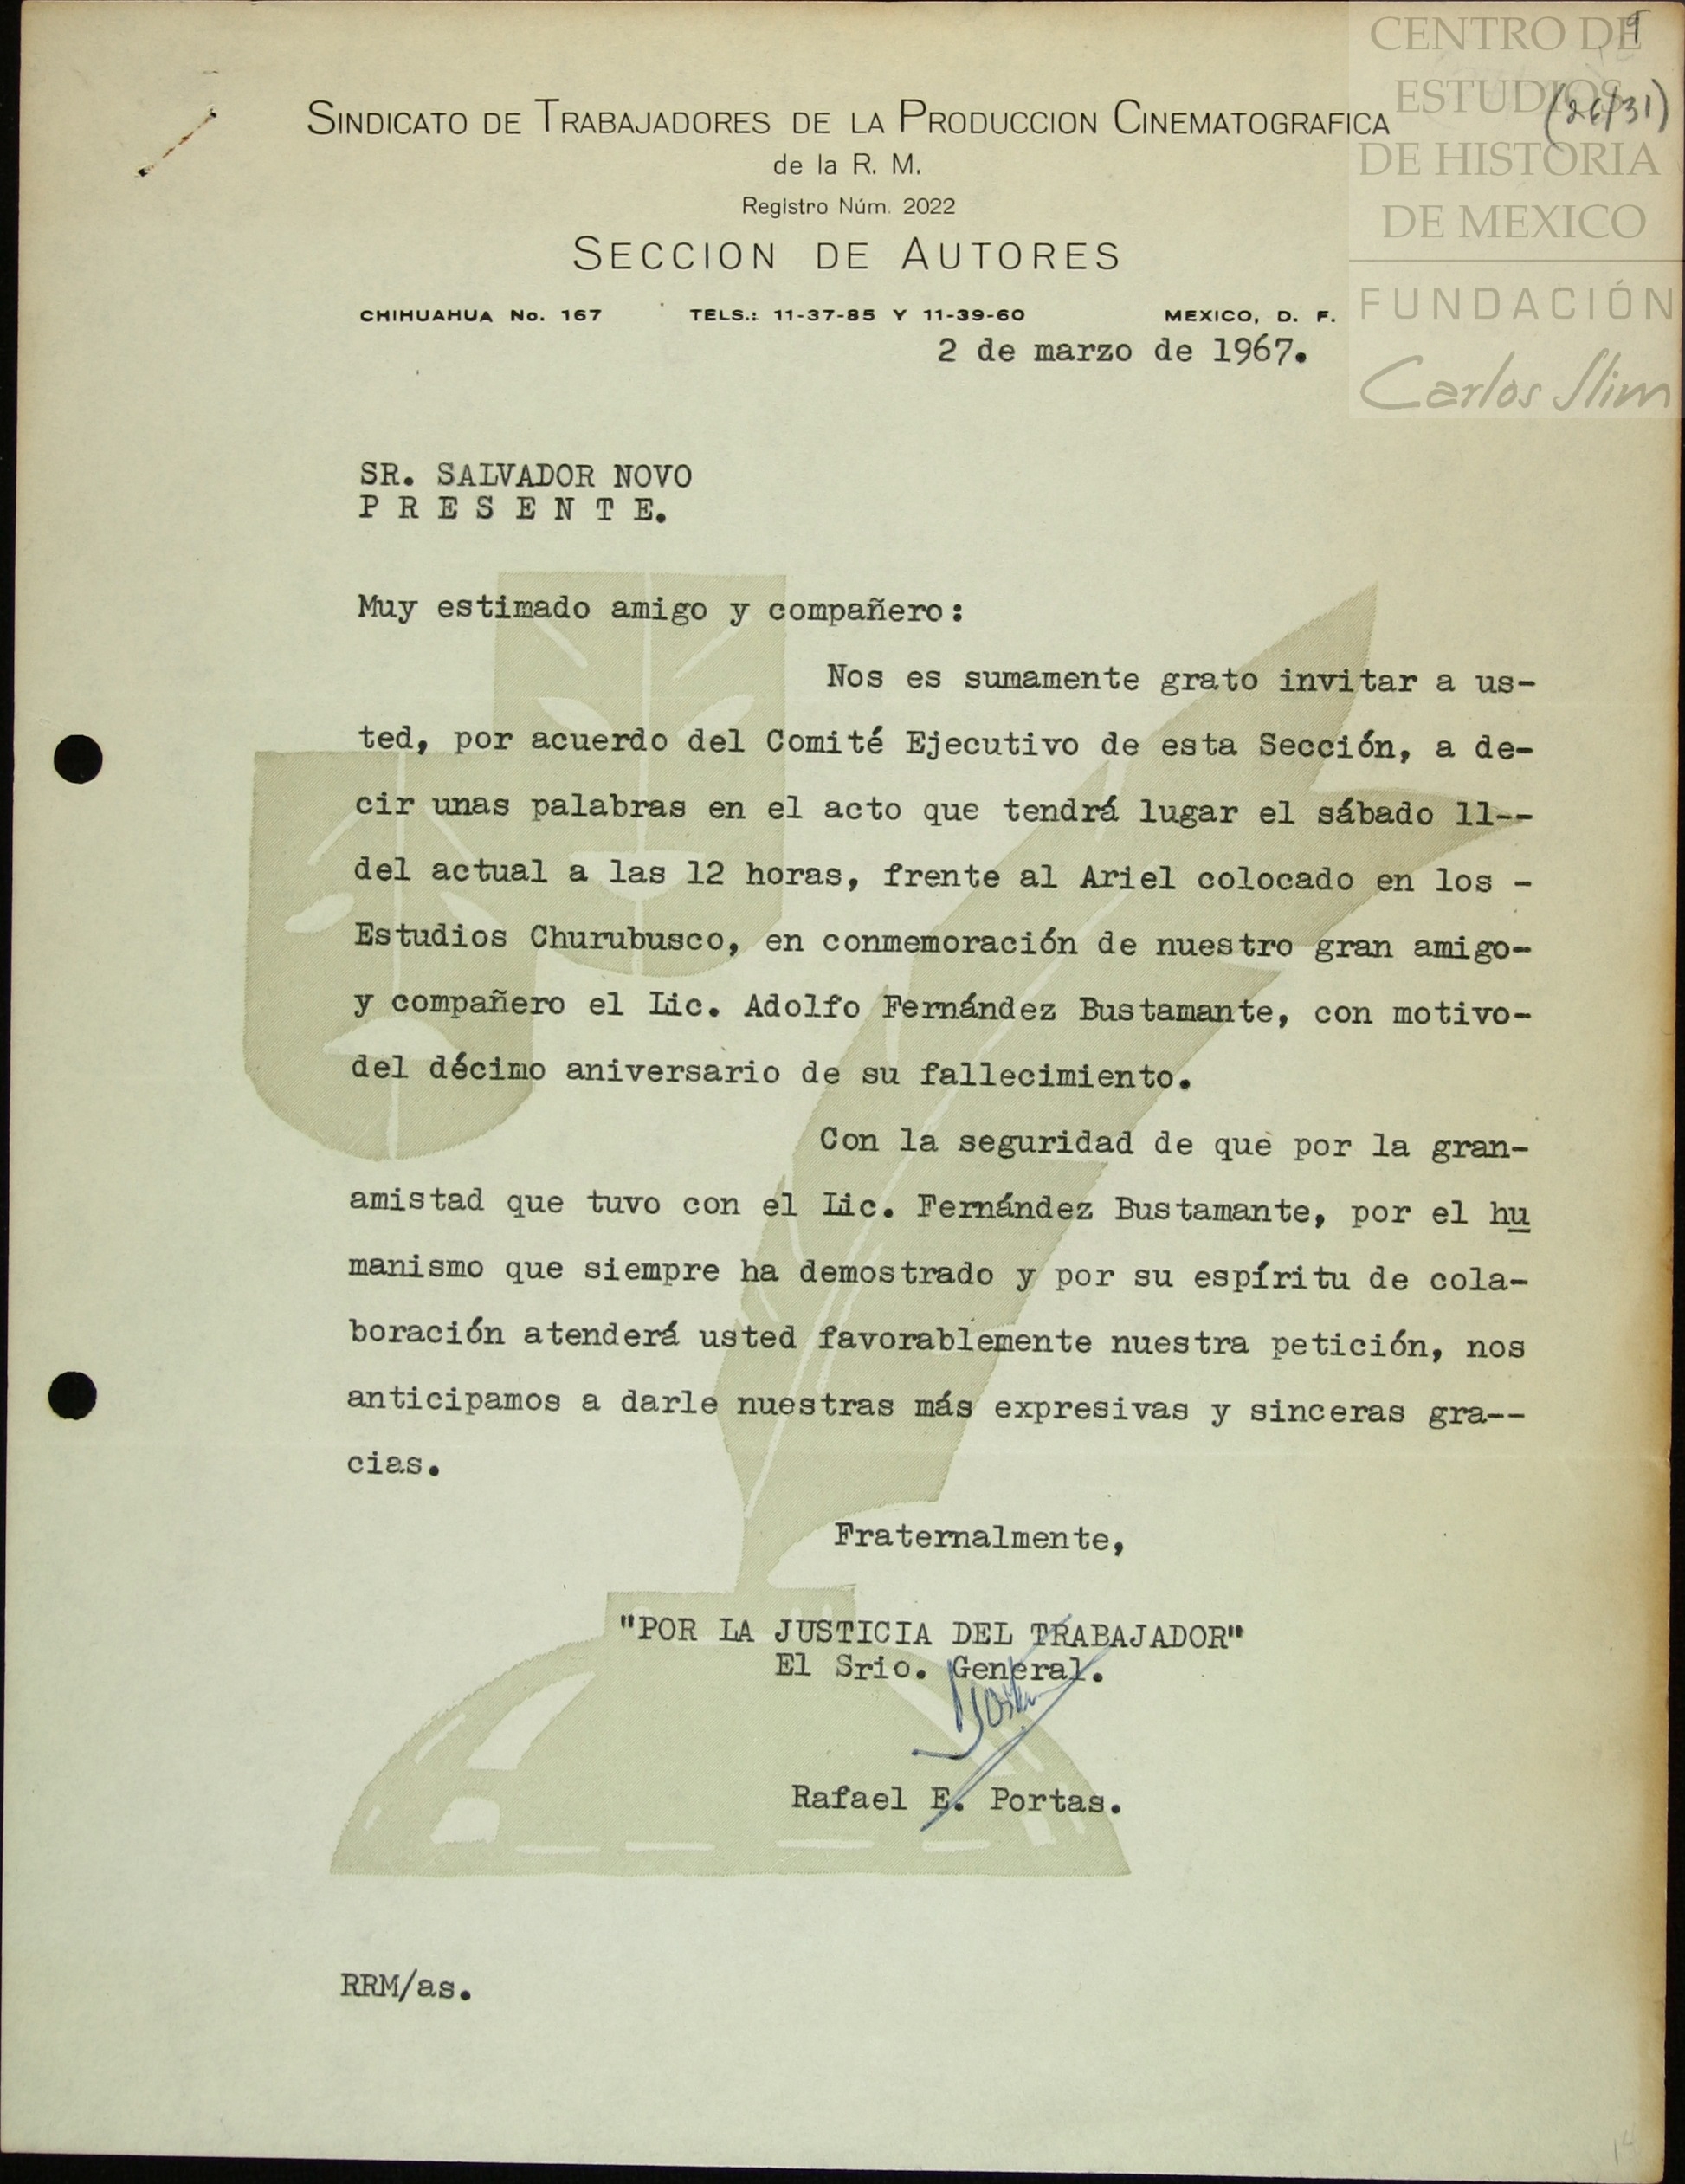 9
CENTRO DE
ESTUDIOS
(26/31)
DE HISTORIA
DE MEXICO
FUNDACIÓN
Carlos Slim
SINDICATO DE TRABAJADORES DE LA PRODUCCION CINEMATOGRAFICA
de la R. M.
Registro Núm. 2022
SECCION DE AUTORES
CHIHUAHUA No. 167 TELS.: 11-37-85 Y 11-39-60 MEXICO, D. F.
2 de marzo de 1967.
SR. SALVADOR NOVO
P R E S E N T E.
Muy estimado amigo y compañero:
Nos es sumamente grato invitar a us-
ted, por acuerdo del Comité Ejecutivo de esta Sección, a de-
cir unas palabras en el acto que tendrá lugar el sábado 11--
del actual a las 12 horas, frente al Ariel colocado en los -
Estudios Churubusco, en conmemoración de nuestro gran amigo-
y compañero el Lic. Adolfo Fernández Bustamante, con motivo-
del décimo aniversario de su fallecimiento.
Con la seguridad de que por la gran-
amistad que tuvo con el Lic. Fernández Bustamante, por el hu
manismo que siempre ha demostrado y por su espíritu de cola-
boración atenderá usted favorablemente nuestra petición, nos
anticipamos a darle nuestras más expresivas y sinceras gra--
cias.
Fraternalmente,
"POR LA JUSTICIA DEL TRABAJADOR"
El Srio. General.
Rafael E. Portas.
RRM/as.